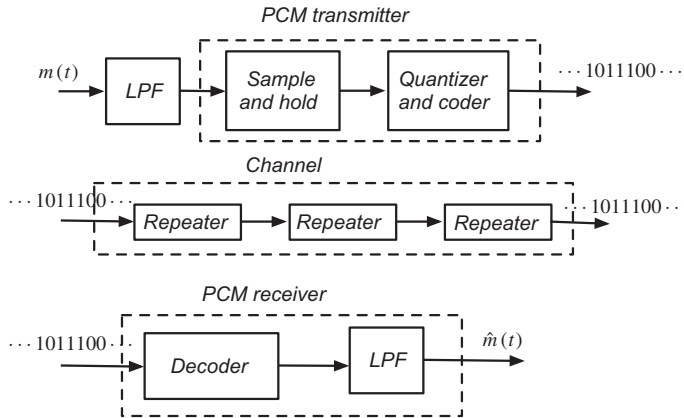 PCM transmitter
m(t)
LPF
Sample
and hold
Quantizer
and coder
···1011100···
Channel
···1011100···
Repeater
Repeater
Repeater
···1011100··
PCM receiver
···1011100···
Decoder
LPF
m̂(t)